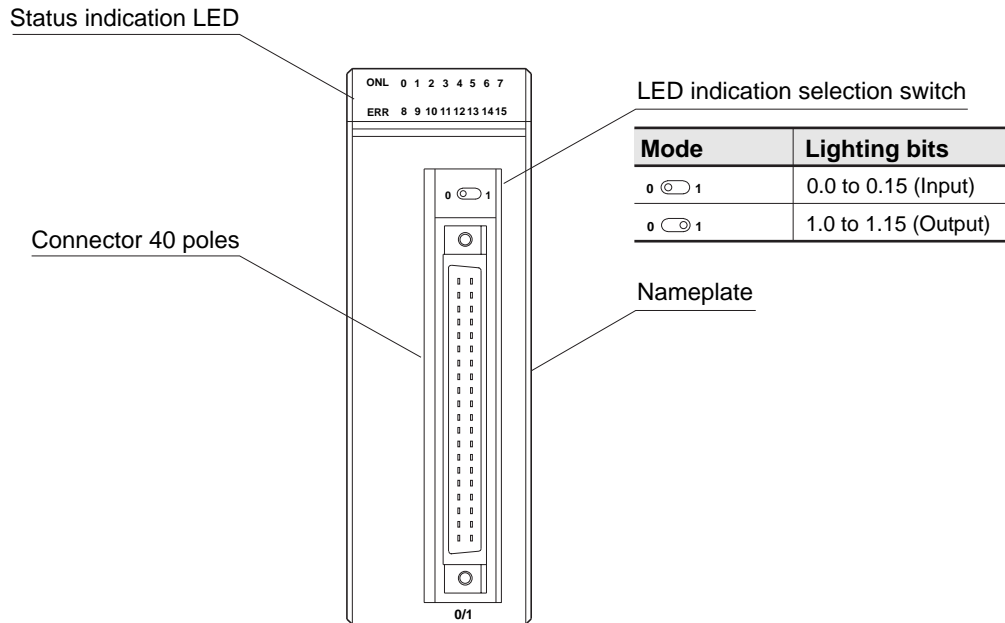 Status indication LED
ONL 0 1 2 3 4 5 6 7
ERR 8 9 10 11 12 13 14 15
LED indication selection switch
Mode Lighting bits
0 1 0.0 to 0.15 (Input)
0 1 1.0 to 1.15 (Output)
0 1
Connector 40 poles
Nameplate
0/1